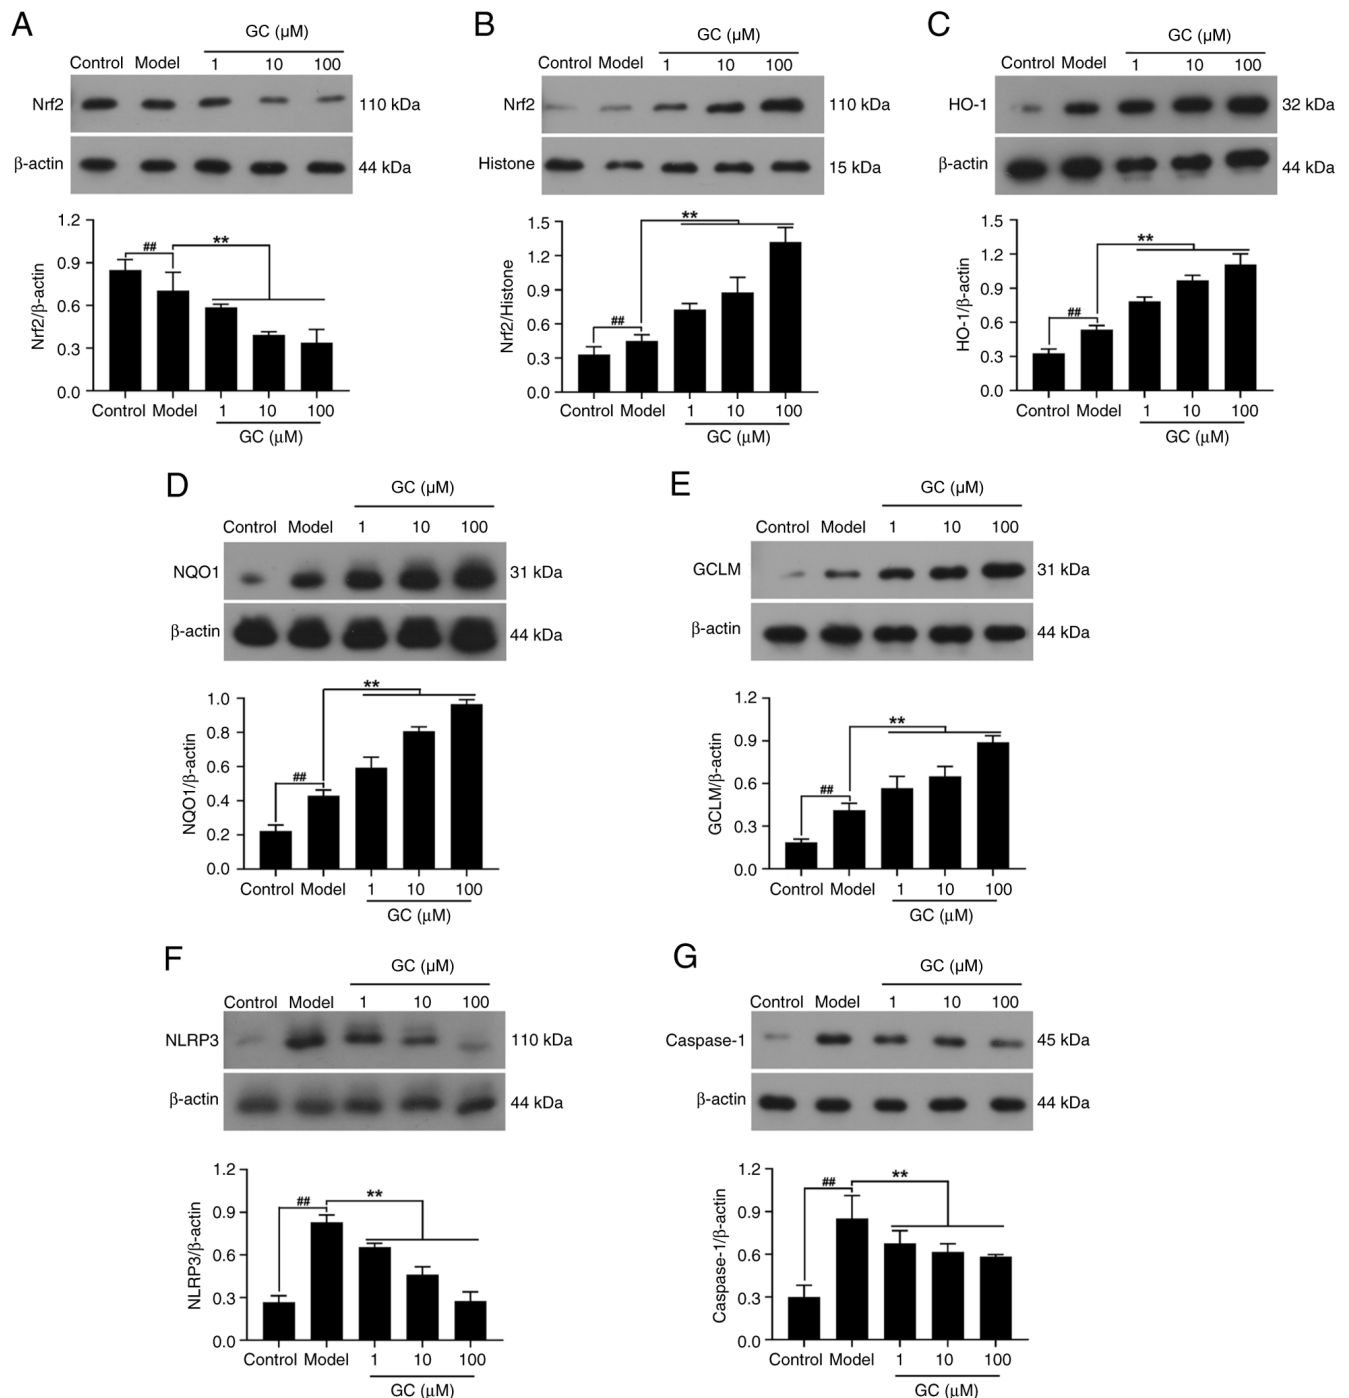 A
GC (μM)
Control Model 1 10 100
Nrf2 110 kDa
β-actin 44 kDa
1.2
0.9
0.6
0.3
0.0
Nrf2/β-actin
## **
Control Model 1 10 100
GC (μM)
B
GC (μM)
Control Model 1 10 100
Nrf2 110 kDa
Histone 15 kDa
1.5
1.2
0.9
0.6
0.3
0.0
Nrf2/Histone
## **
Control Model 1 10 100
GC (μM)
C
GC (μM)
Control Model 1 10 100
HO-1 32 kDa
β-actin 44 kDa
1.5
1.2
0.9
0.6
0.3
0.0
HO-1/β-actin
## **
Control Model 1 10 100
GC (μM)
D
GC (μM)
Control Model 1 10 100
NQO1 31 kDa
β-actin 44 kDa
1.0
0.8
0.6
0.4
0.2
0.0
NQO1/β-actin
## **
Control Model 1 10 100
GC (μM)
E
GC (μM)
Control Model 1 10 100
GCLM 31 kDa
β-actin 44 kDa
1.2
0.9
0.6
0.3
0.0
GCLM/β-actin
## **
Control Model 1 10 100
GC (μM)
F
GC (μM)
Control Model 1 10 100
NLRP3 110 kDa
β-actin 44 kDa
1.2
0.9
0.6
0.3
0.0
NLRP3/β-actin
## **
Control Model 1 10 100
GC (μM)
G
GC (μM)
Control Model 1 10 100
Caspase-1 45 kDa
β-actin 44 kDa
1.2
0.9
0.6
0.3
0.0
Caspase-1/β-actin
## **
Control Model 1 10 100
GC (μM)